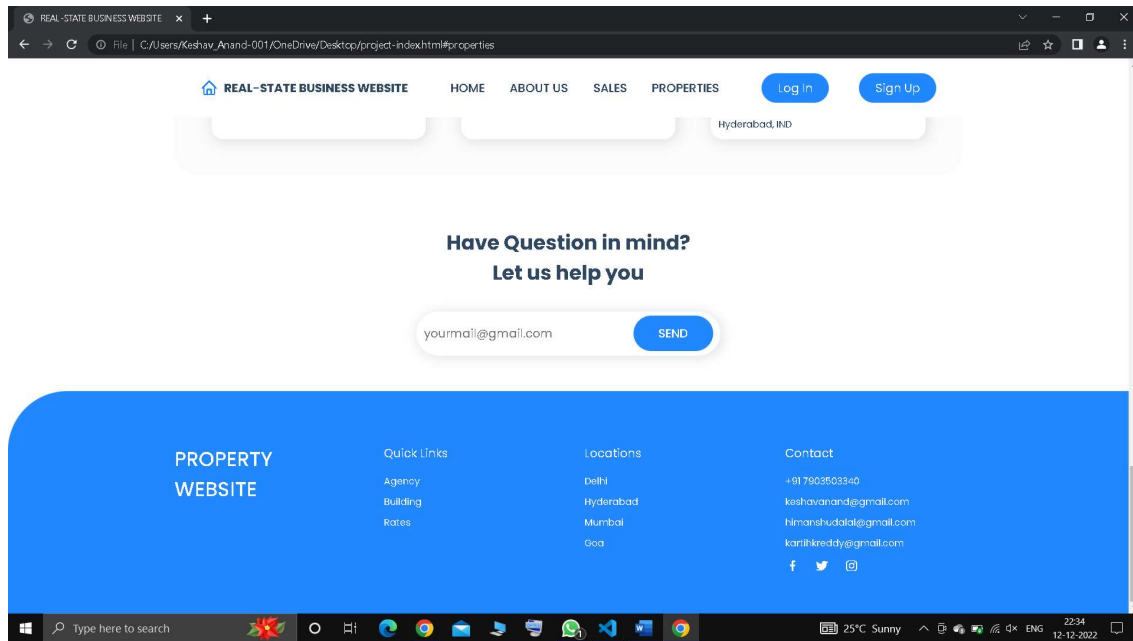 REAL-STATE BUSINESS WEBSITE
File | C:/Users/Keshav_Anand-001/OneDrive/Desktop/project-index.html#properties
REAL-STATE BUSINESS WEBSITE HOME ABOUT US SALES PROPERTIES Log In Sign Up
Hyderabad, IND
Have Question in mind?
Let us help you
yourmail@gmail.com SEND
PROPERTY
WEBSITE
Quick Links
Agency
Building
Rates
Locations
Delhi
Hyderabad
Mumbai
Goa
Contact
+91 7903503340
keshavanand@gmail.com
himanshudalal@gmail.com
kartihkreddy@gmail.com
Type here to search
25°C Sunny
ENG
22:34
12-12-2022